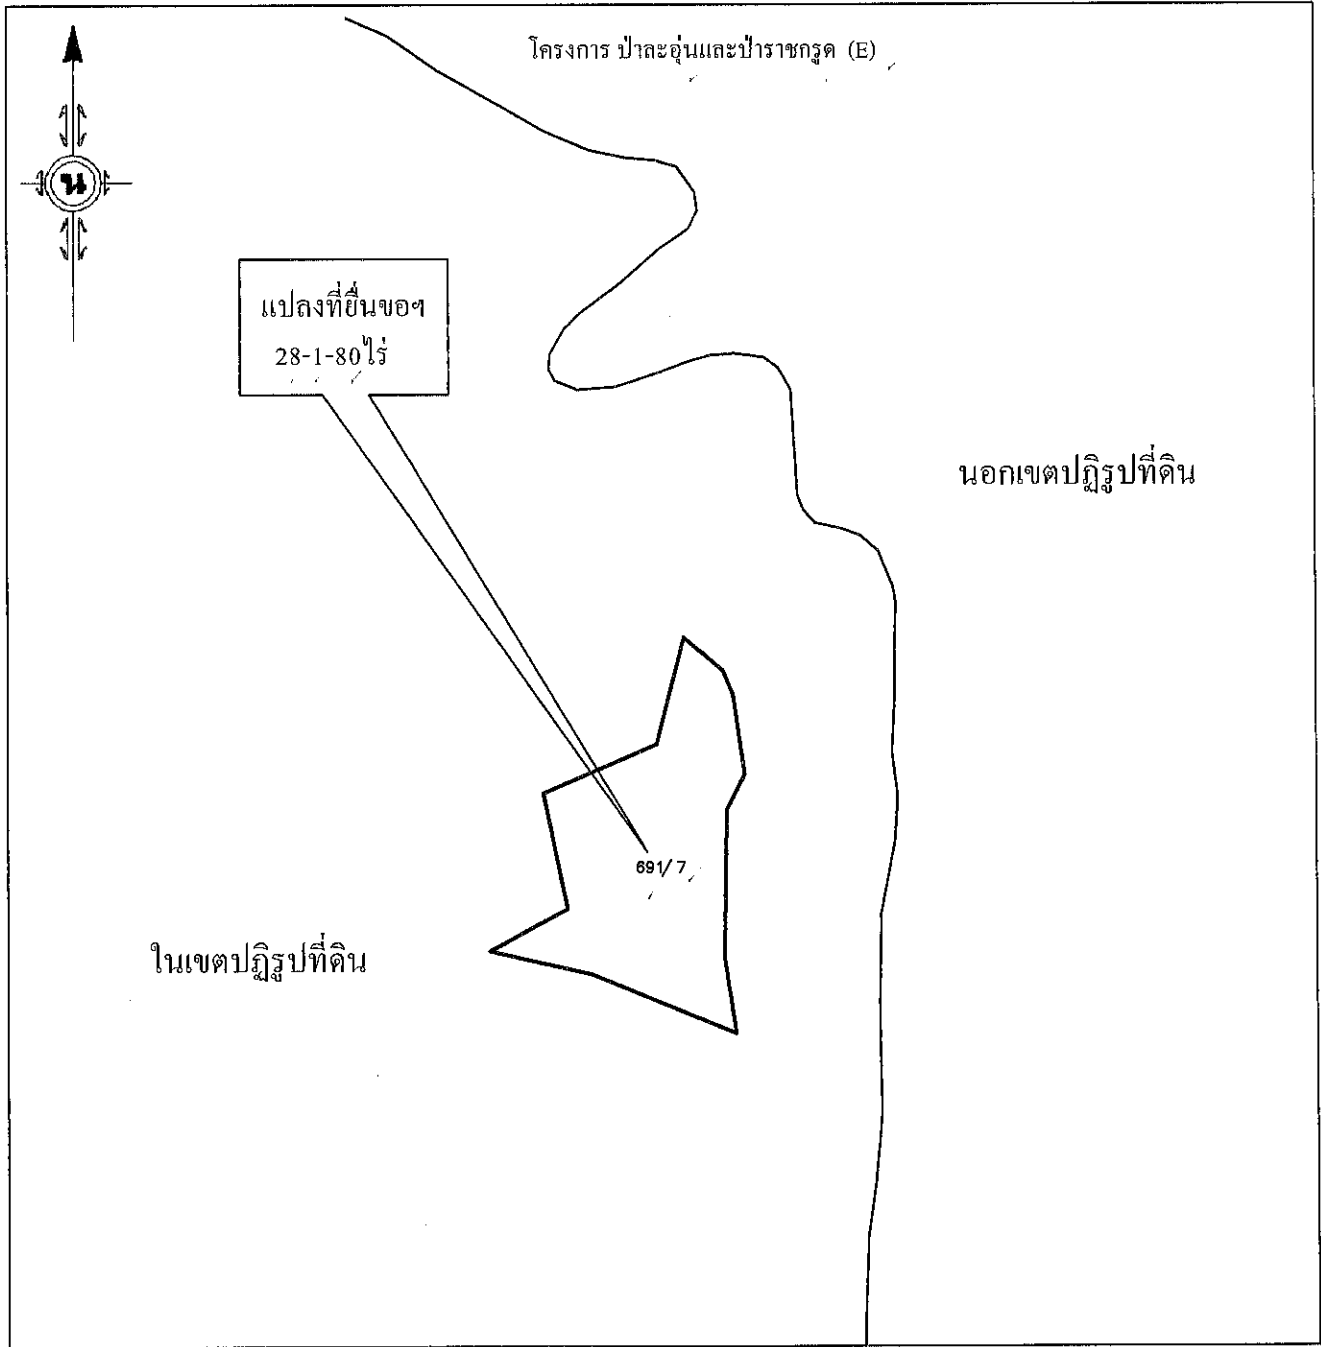 โครงการ ป่าละอุ่นและป่าราชกรูด (E)
น
แปลงที่ยื่นขอฯ
28-1-80 ไร่
นอกเขตปฏิรูปที่ดิน
691/7
ในเขตปฏิรูปที่ดิน